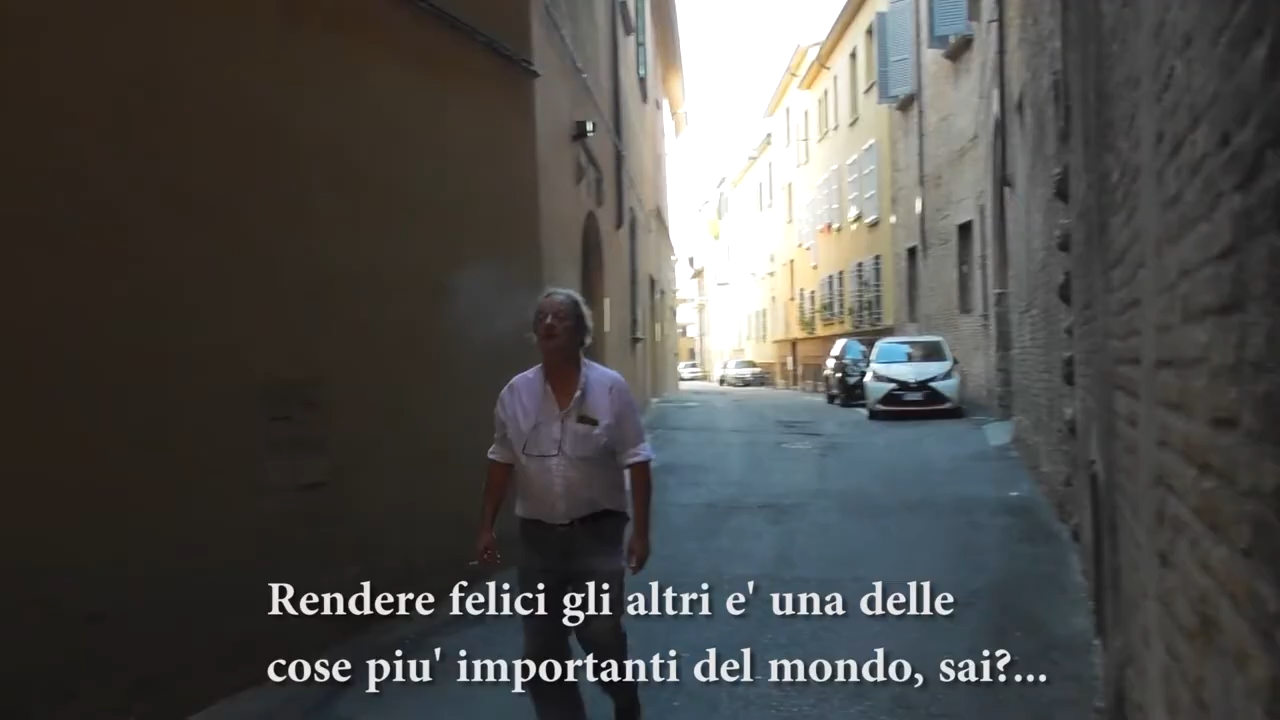 Rendere felici gli altri e' una delle
cose piu' importanti del mondo, sai?...